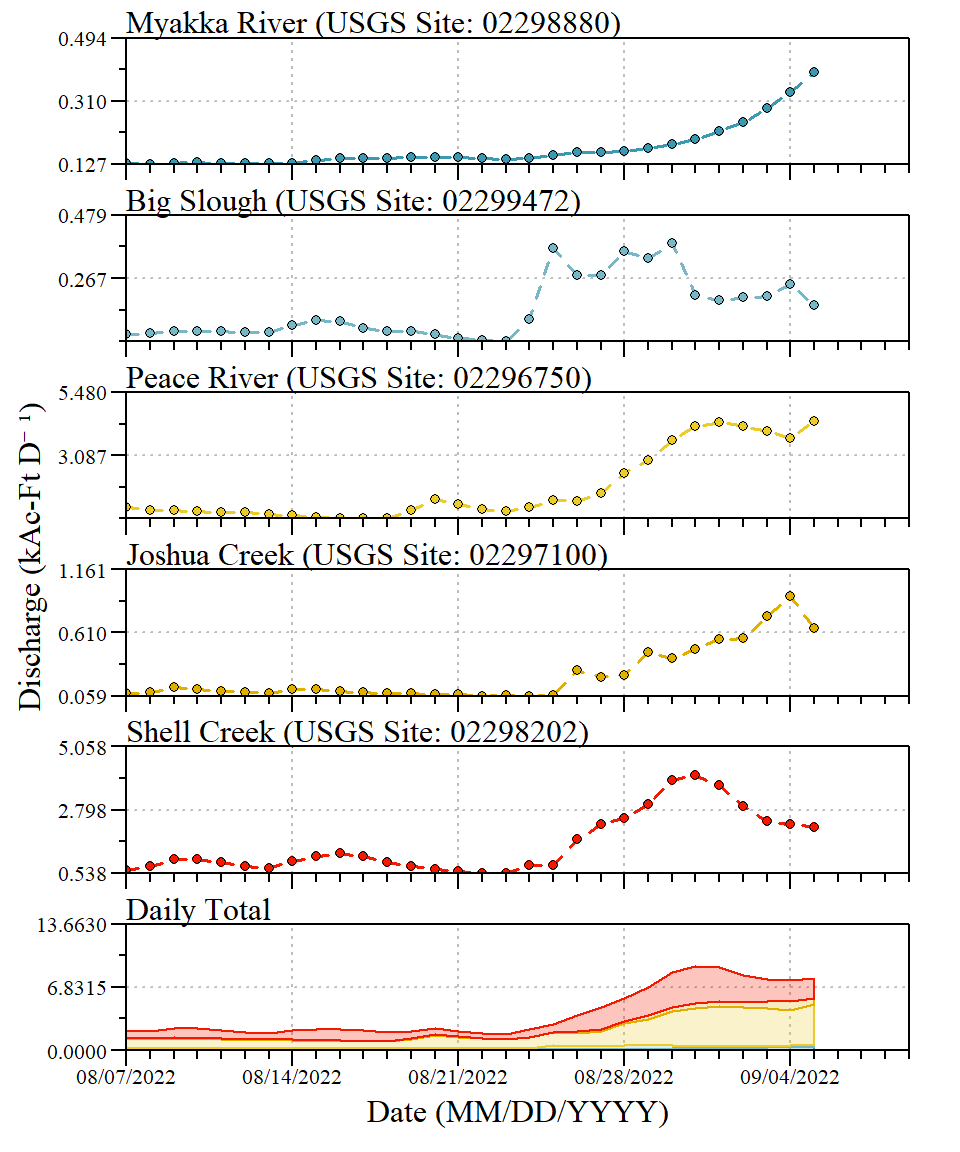 Myakka River (USGS Site: 02298880)
0.494
0.310
0.127
Big Slough (USGS Site: 02299472)
0.479
0.267
Peace River (USGS Site: 02296750)
5.480
3.087
Joshua Creek (USGS Site: 02297100)
1.161
0.610
0.059
Shell Creek (USGS Site: 02298202)
5.058
2.798
0.538
Daily Total
13.6630
6.8315
0.0000
08/07/2022 08/14/2022 08/21/2022 08/28/2022 09/04/2022
Date (MM/DD/YYYY)
Discharge (kAc-Ft D⁻¹)